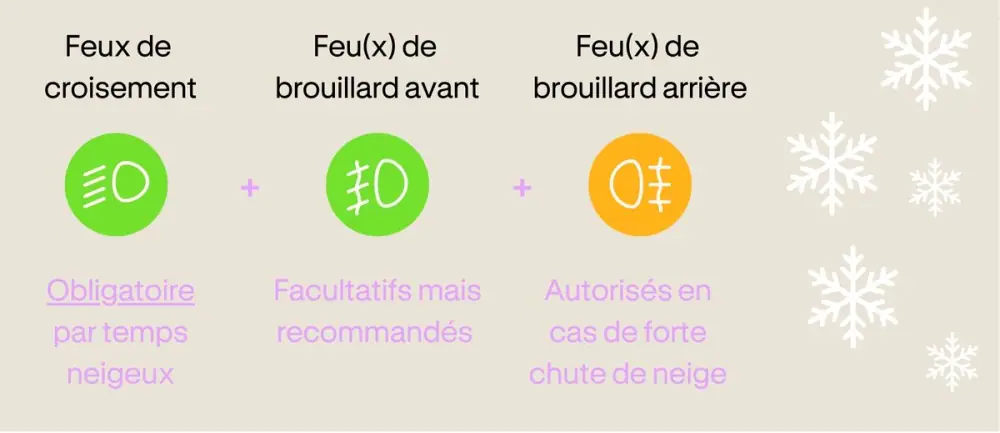 Feux de
croisement
Feu(x) de
brouillard avant
Feu(x) de
brouillard arrière
+
+
Obligatoire
par temps
neigeux
Facultatifs mais
recommandés
Autorisés en
cas de forte
chute de neige